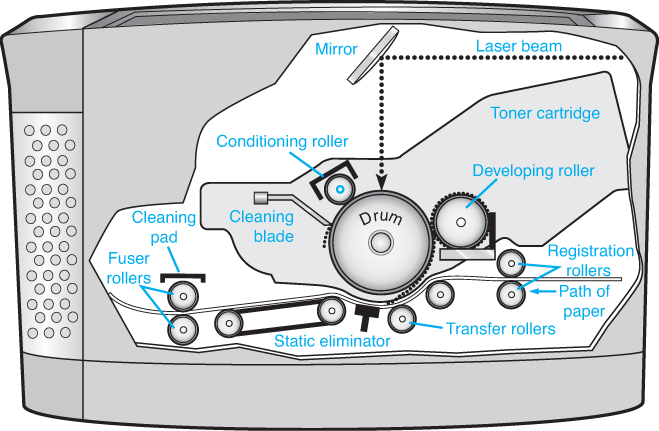 Mirror
Laser beam
Toner cartridge
Conditioning roller
Developing roller
Drum
Cleaning
blade
Cleaning
pad
Fuser
rollers
Registration
rollers
Path of
paper
Transfer rollers
Static eliminator